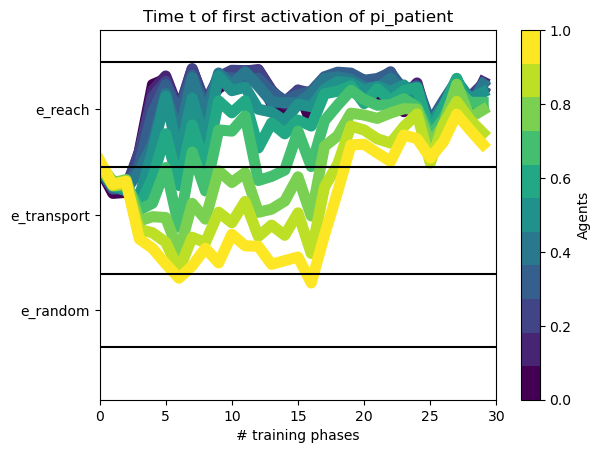 Time t of first activation of pi_patient
e_reach
e_transport
e_random
0 5 10 15 20 25 30
# training phases
1.0
0.8
0.6
0.4
0.2
0.0
Agents